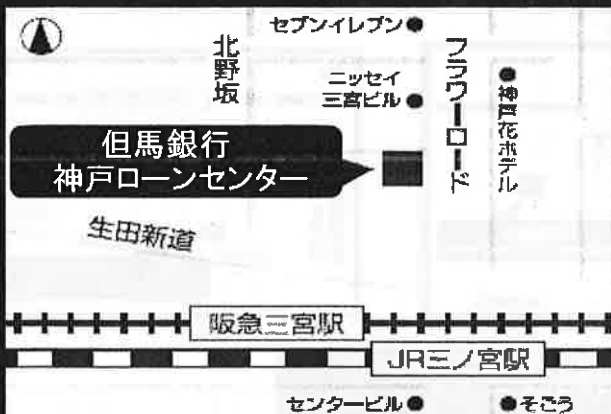 セブンイレブン
北野坂
フラワーロード
ニッセイ
三宮ビル
神戸花ホテル
但馬銀行
神戸ローンセンター
生田新道
阪急三宮駅
JR三ノ宮駅
センタービル
そごう